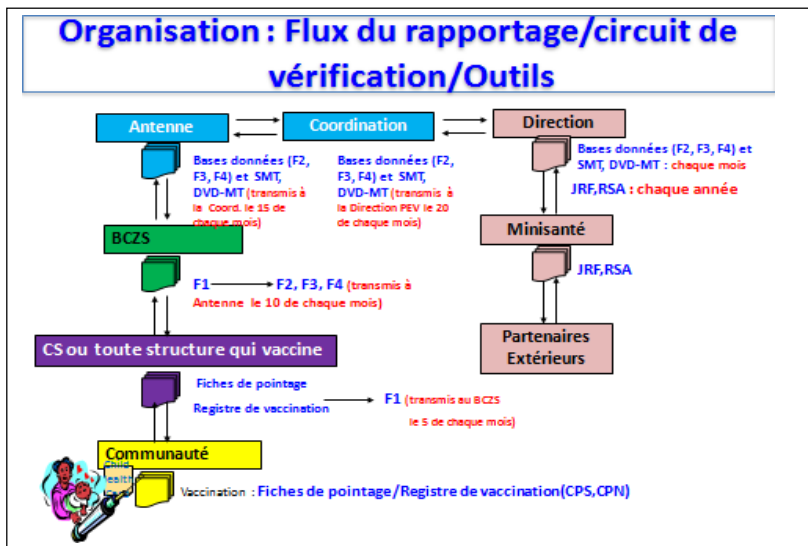 Organisation : Flux du rapportage/circuit de
vérification/Outils
Antenne
Coordination
Direction
Bases données (F2,
F3, F4) et SMT,
DVD-MT (transmis à
la Coord. le 15 de
chaque mois)
Bases données (F2,
F3, F4) et SMT,
DVD-MT (transmis à
la Direction PEV le 20
de chaque mois)
Bases données (F2, F3, F4) et
SMT, DVD-MT : chaque mois
JRF,RSA : chaque année
BCZS
Minisanté
F1
F2, F3, F4 (transmis à
Antenne le 10 de chaque mois)
JRF,RSA
CS ou toute structure qui vaccine
Partenaires
Extérieurs
Fiches de pointage
Registre de vaccination
F1 (transmis au BCZS
le 5 de chaque mois)
Communauté
Child
Health
Vaccination : Fiches de pointage/Registre de vaccination(CPS,CPN)